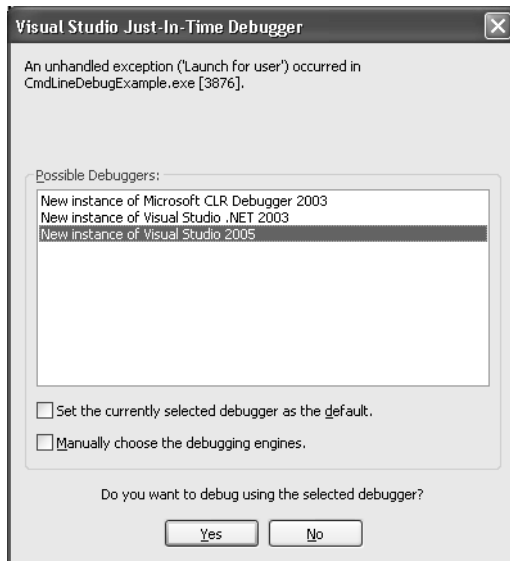 Visual Studio Just-In-Time Debugger
An unhandled exception ('Launch for user') occurred in
CmdLineDebugExample.exe [3876].
Possible Debuggers:
New instance of Microsoft CLR Debugger 2003
New instance of Visual Studio .NET 2003
New instance of Visual Studio 2005
Set the currently selected debugger as the default.
Manually choose the debugging engines.
Do you want to debug using the selected debugger?
Yes No